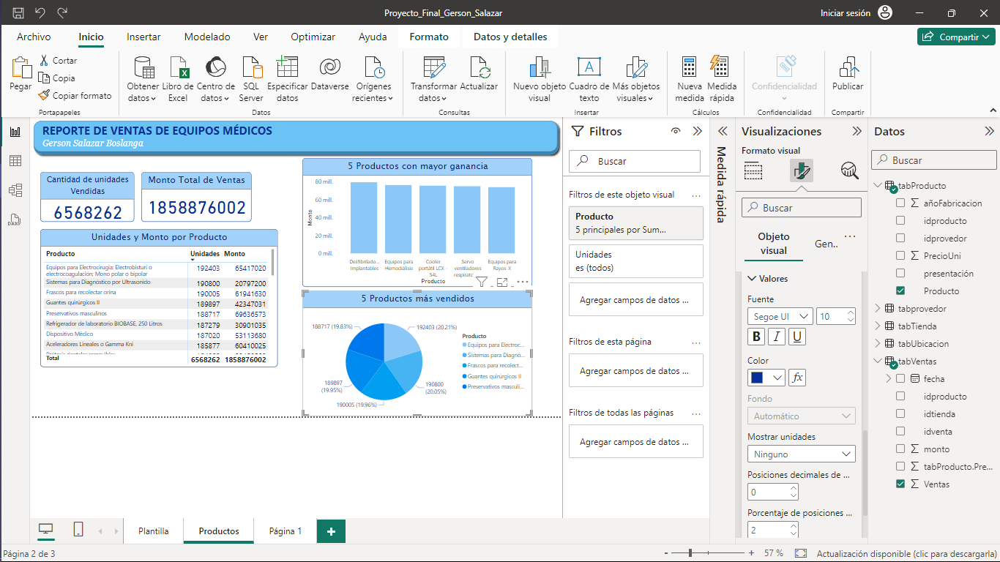 Proyecto_Final_Gerson_Salazar
Iniciar sesión
Archivo
Inicio
Insertar
Modelado
Ver
Optimizar
Ayuda
Formato
Datos y detalles
Compartir
Pegar
Cortar
Copia
Copiar formato
Portapapeles
Obtener datos
Libro de Excel
Centro de datos
SQL Server
Especificar datos
Dataverse
Orígenes recientes
Datos
Transformar datos
Actualizar
Consultas
Nuevo objeto visual
Cuadro de texto
Más objetos visuales
Insertar
Nueva medida
Medida rápida
Cálculos
Confidencialidad
Confidencialidad
Publicar
Compartir
REPORTE DE VENTAS DE EQUIPOS MÉDICOS
Gerson Salazar Boslanga
Cantidad de unidades
Vendidas
6568262
Monto Total de Ventas
1858876002
Unidades y Monto por Producto
Producto Unidades Monto
Equipos para Electrocirugia: Electrobisturi o
electrocoagulacion; Mono polar o bipolar 192403 65417020
Sistemas para Diagnóstico por Ultrasonido 190800 20797200
Frascos para recolectar orina 190005 61941630
Guantes quirúrgicos II 189897 42347031
Preservativos masculinos 188717 69636573
Refrigerador de laboratorio BIOBASE, 250 Litros 187279 30901035
Dispositivo Médico 187020 53113680
Aceleradores Lineales o Gamma Kni 185877 60410025
Total 6568262 1858876002
5 Productos con mayor ganancia
Monto
80 mill.
60 mill.
40 mill.
20 mill.
0 mill.
Desfibrilado...
Implantables
Equipos para
Hemodiálisis
Cooler
portátil LCX -
S4L
Servo
ventiladores
respirato...
Equipos para
Rayos X
Producto
5 Productos más vendidos
188717 (19.83%)
192403 (20.21%)
189897
(19.95%)
190800
(20.05%)
190005 (19.96%)
Producto
Equipos para Electroc...
Sistemas para Diagnó...
Frascos para recolect...
Guantes quirúrgicos II
Preservativos masculi...
Filtros
Buscar
Filtros de este objeto visual
Producto
5 principales por Sum...
Unidades
es (todos)
Agregar campos de datos ...
Filtros de esta página
Agregar campos de datos ...
Filtros de todas las páginas
Agregar campos de datos ...
Medida rápida
Visualizaciones
Formato visual
Buscar
Objeto
visual
Gen..
Valores
Fuente
Segoe UI
10
B I U
Color
fx
Fondo
Automático
Mostrar unidades
Ninguno
Posiciones decimales de ...
0
Porcentaje de posiciones ...
2
Datos
Buscar
tabProducto
añoFabricacion
idproducto
idprovedor
PrecioUni
presentación
Producto
tabprovedor
tabTienda
tabUbicacion
tabVentas
fecha
idproducto
idtienda
idventa
monto
tabProducto.Pre...
Ventas
Plantilla
Productos
Página 1
Página 2 de 3
57 %
Actualización disponible (clic para descargarla)